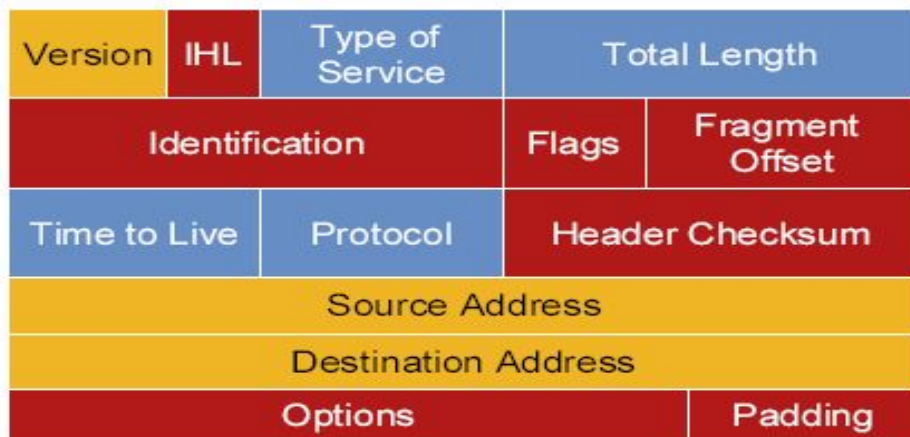 Version
IHL
Type of
Service
Total Length
Identification
Flags
Fragment
Offset
Time to Live
Protocol
Header Checksum
Source Address
Destination Address
Options
Padding